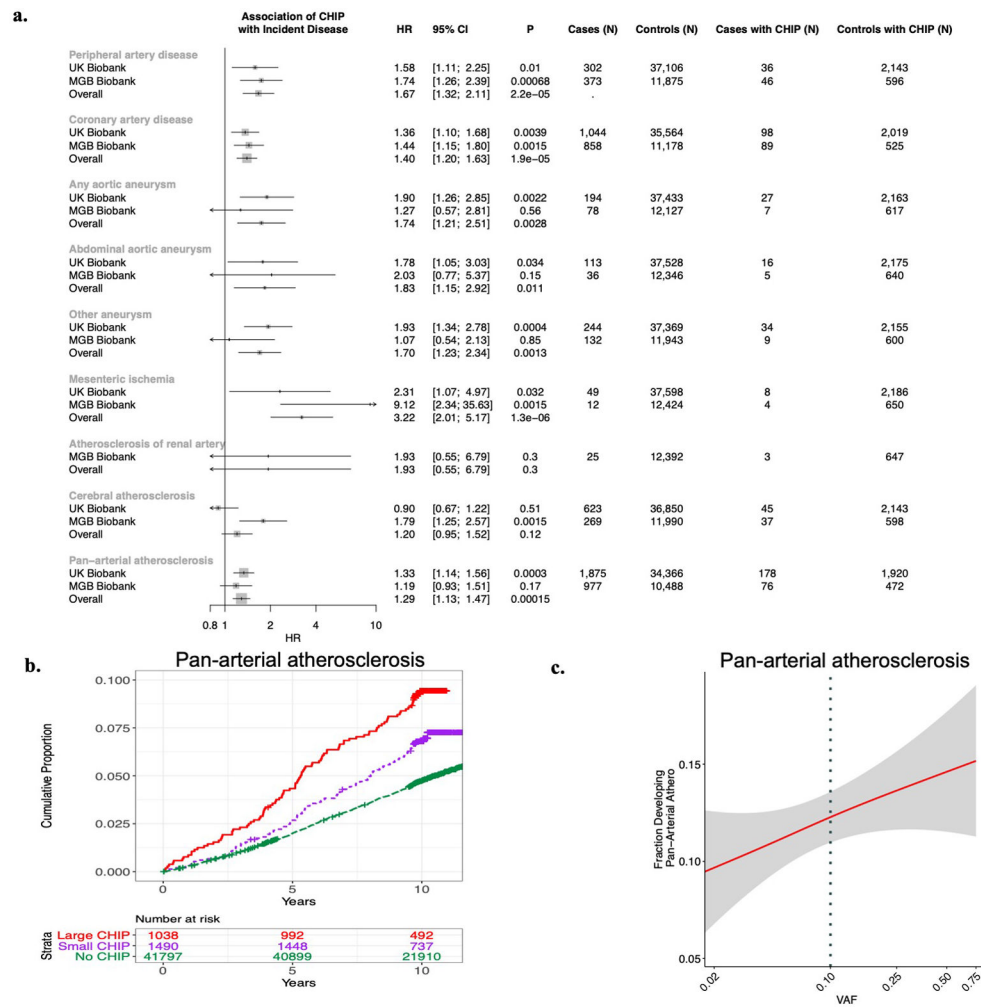 a.
Association of CHIP
with Incident Disease HR 95% CI P Cases (N) Controls (N) Cases with CHIP (N) Controls with CHIP (N)
Peripheral artery disease
UK Biobank 1.58 [1.11; 2.25] 0.01 302 37,106 36 2,143
MGB Biobank 1.74 [1.26; 2.39] 0.00068 373 11,875 46 596
Overall 1.67 [1.32; 2.11] 2.2e-05 .
Coronary artery disease
UK Biobank 1.36 [1.10; 1.68] 0.0039 1,044 35,564 98 2,019
MGB Biobank 1.44 [1.15; 1.80] 0.0015 858 11,178 89 525
Overall 1.40 [1.20; 1.63] 1.9e-05
Any aortic aneurysm
UK Biobank 1.90 [1.26; 2.85] 0.0022 194 37,433 27 2,163
MGB Biobank 1.27 [0.57; 2.81] 0.56 78 12,127 7 617
Overall 1.74 [1.21; 2.51] 0.0028
Abdominal aortic aneurysm
UK Biobank 1.78 [1.05; 3.03] 0.034 113 37,528 16 2,175
MGB Biobank 2.03 [0.77; 5.37] 0.15 36 12,346 5 640
Overall 1.83 [1.15; 2.92] 0.011
Other aneurysm
UK Biobank 1.93 [1.34; 2.78] 0.0004 244 37,369 34 2,155
MGB Biobank 1.07 [0.54; 2.13] 0.85 132 11,943 9 600
Overall 1.70 [1.23; 2.34] 0.0013
Mesenteric ischemia
UK Biobank 2.31 [1.07; 4.97] 0.032 49 37,598 8 2,186
MGB Biobank 9.12 [2.34; 35.63] 0.0015 12 12,424 4 650
Overall 3.22 [2.01; 5.17] 1.3e-06
Atherosclerosis of renal artery
MGB Biobank 1.93 [0.55; 6.79] 0.3 25 12,392 3 647
Overall 1.93 [0.55; 6.79] 0.3
Cerebral atherosclerosis
UK Biobank 0.90 [0.67; 1.22] 0.51 623 36,850 45 2,143
MGB Biobank 1.79 [1.25; 2.57] 0.0015 269 11,990 37 598
Overall 1.20 [0.95; 1.52] 0.12
Pan−arterial atherosclerosis
UK Biobank 1.33 [1.14; 1.56] 0.0003 1,875 34,366 178 1,920
MGB Biobank 1.19 [0.93; 1.51] 0.17 977 10,488 76 472
Overall 1.29 [1.13; 1.47] 0.00015
0.8 1 2 4 10
HR
b.
Pan-arterial atherosclerosis
0.100
0.075
0.050
0.025
0.000
Cumulative Proportion
0 5 10
Years
Number at risk
Strata
Large CHIP 1038 992 492
Small CHIP 1490 1448 737
No CHIP 41797 40899 21910
0 5 10
Years
c.
Pan-arterial atherosclerosis
0.15
0.10
0.05
Fraction Developing
Pan−Arterial Athero
0.02 0.10 0.25 0.50 0.75
VAF